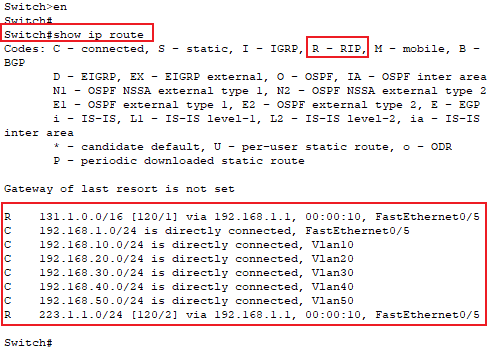 Switch>en
Switch#
Switch#show ip route
Codes: C - connected, S - static, I - IGRP, R - RIP, M - mobile, B -
BGP
D - EIGRP, EX - EIGRP external, O - OSPF, IA - OSPF inter area
N1 - OSPF NSSA external type 1, N2 - OSPF NSSA external type 2
E1 - OSPF external type 1, E2 - OSPF external type 2, E - EGP
i - IS-IS, L1 - IS-IS level-1, L2 - IS-IS level-2, ia - IS-IS
inter area
* - candidate default, U - per-user static route, o - ODR
P - periodic downloaded static route
Gateway of last resort is not set
R 131.1.0.0/16 [120/1] via 192.168.1.1, 00:00:10, FastEthernet0/5
C 192.168.1.0/24 is directly connected, FastEthernet0/5
C 192.168.10.0/24 is directly connected, Vlan10
C 192.168.20.0/24 is directly connected, Vlan20
C 192.168.30.0/24 is directly connected, Vlan30
C 192.168.40.0/24 is directly connected, Vlan40
C 192.168.50.0/24 is directly connected, Vlan50
R 223.1.1.0/24 [120/2] via 192.168.1.1, 00:00:10, FastEthernet0/5
Switch#